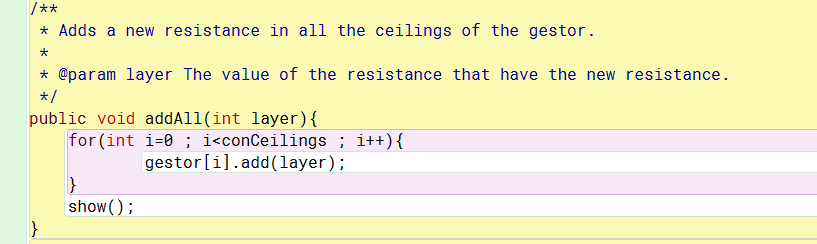 /**
 * Adds a new resistance in all the ceilings of the gestor.
 *
 * @param layer The value of the resistance that have the new resistance.
 */
public void addAll(int layer){
    for(int i=0 ; i<conCeilings ; i++){
            gestor[i].add(layer);
    }
    show();
}